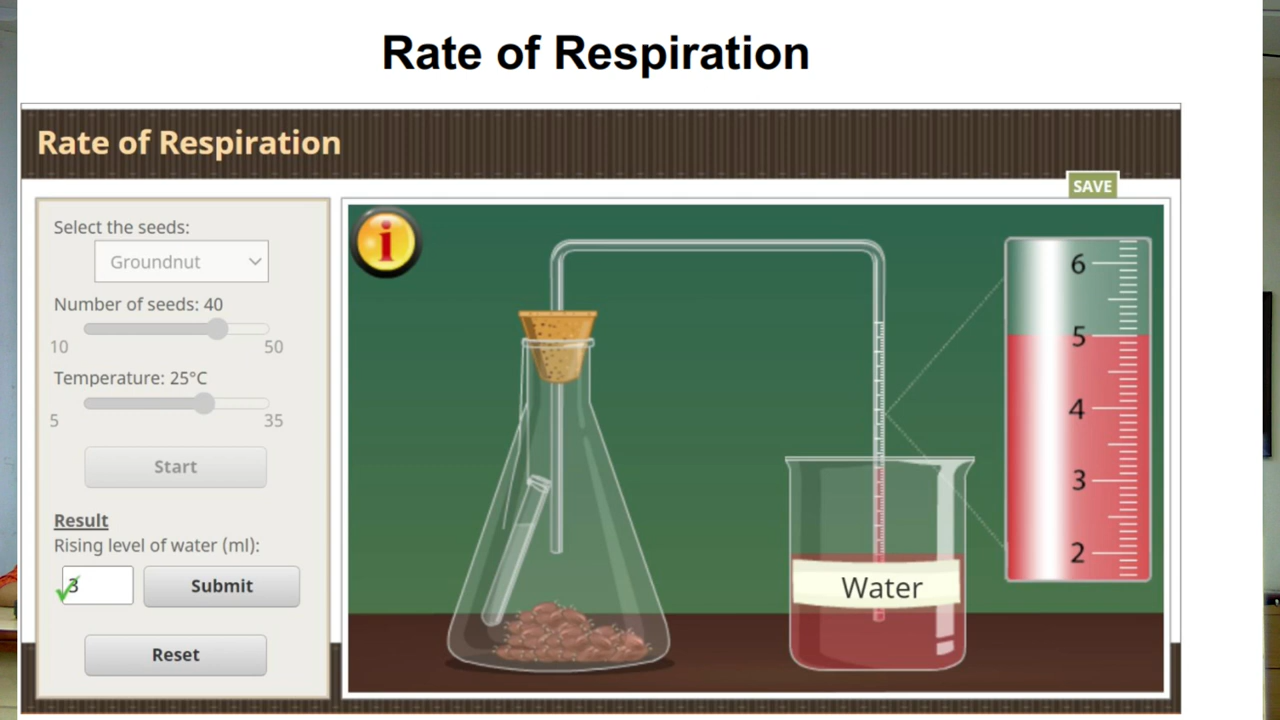 Rate of Respiration
Rate of Respiration
SAVE
Select the seeds:
Groundnut
Number of seeds: 40
10 50
Temperature: 25°C
5 35
Start
Result
Rising level of water (ml):
3 Submit
Reset
i
6
5
4
3
2
Water